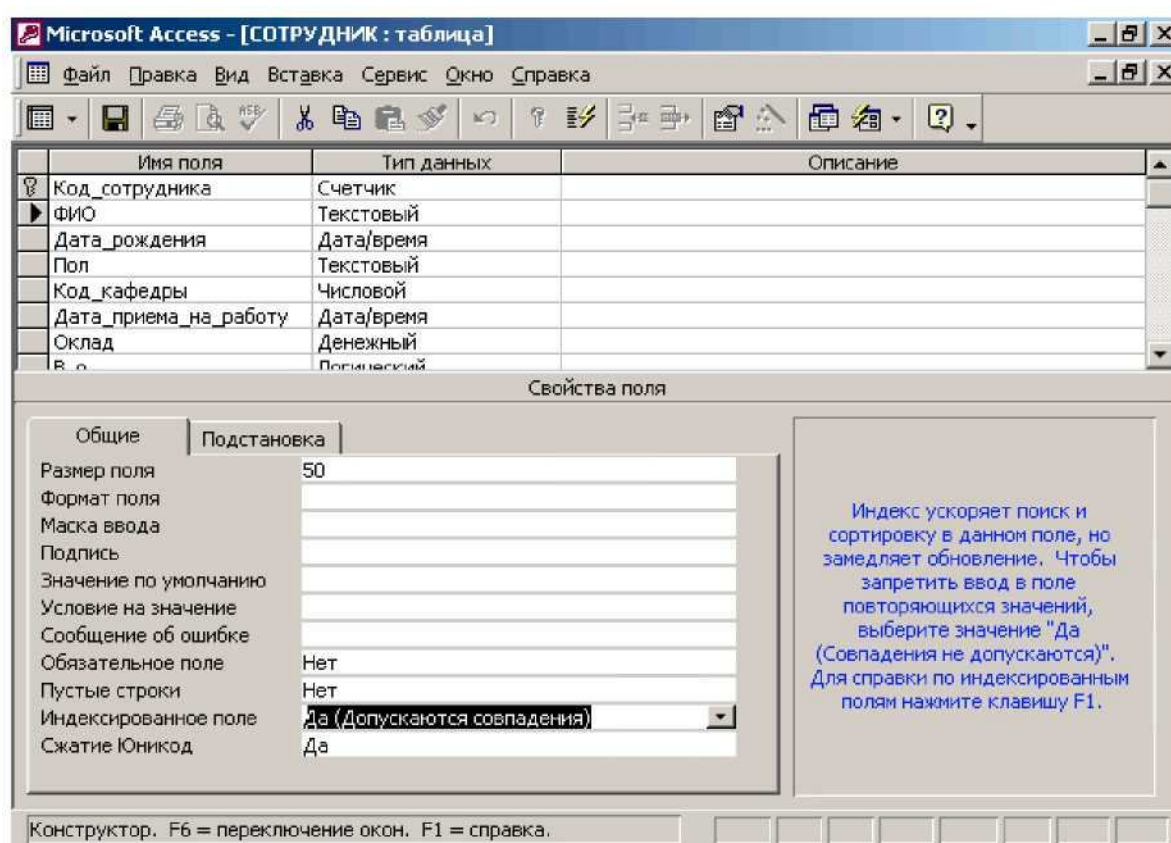 Microsoft Access - [СОТРУДНИК : таблица]
Файл Правка Вид Вставка Сервис Окно Справка
Имя поля Тип данных Описание
Код_сотрудника Счетчик
ФИО Текстовый
Дата_рождения Дата/время
Пол Текстовый
Код_кафедры Числовой
Дата_приема_на_работу Дата/время
Оклад Денежный
Логический
Свойства поля
Общие Подстановка
Размер поля 50
Формат поля
Маска ввода
Подпись
Значение по умолчанию
Условие на значение
Сообщение об ошибке
Обязательное поле Нет
Пустые строки Нет
Индексированное поле Да (Допускаются совпадения)
Сжатие Юникод Да
Индекс ускоряет поиск и
сортировку в данном поле, но
замедляет обновление. Чтобы
запретить ввод в поле
повторяющихся значений,
выберите значение "Да
(Совпадения не допускаются)".
Для справки по индексированным
полям нажмите клавишу F1.
Конструктор. F6 = переключение окон. F1 = справка.